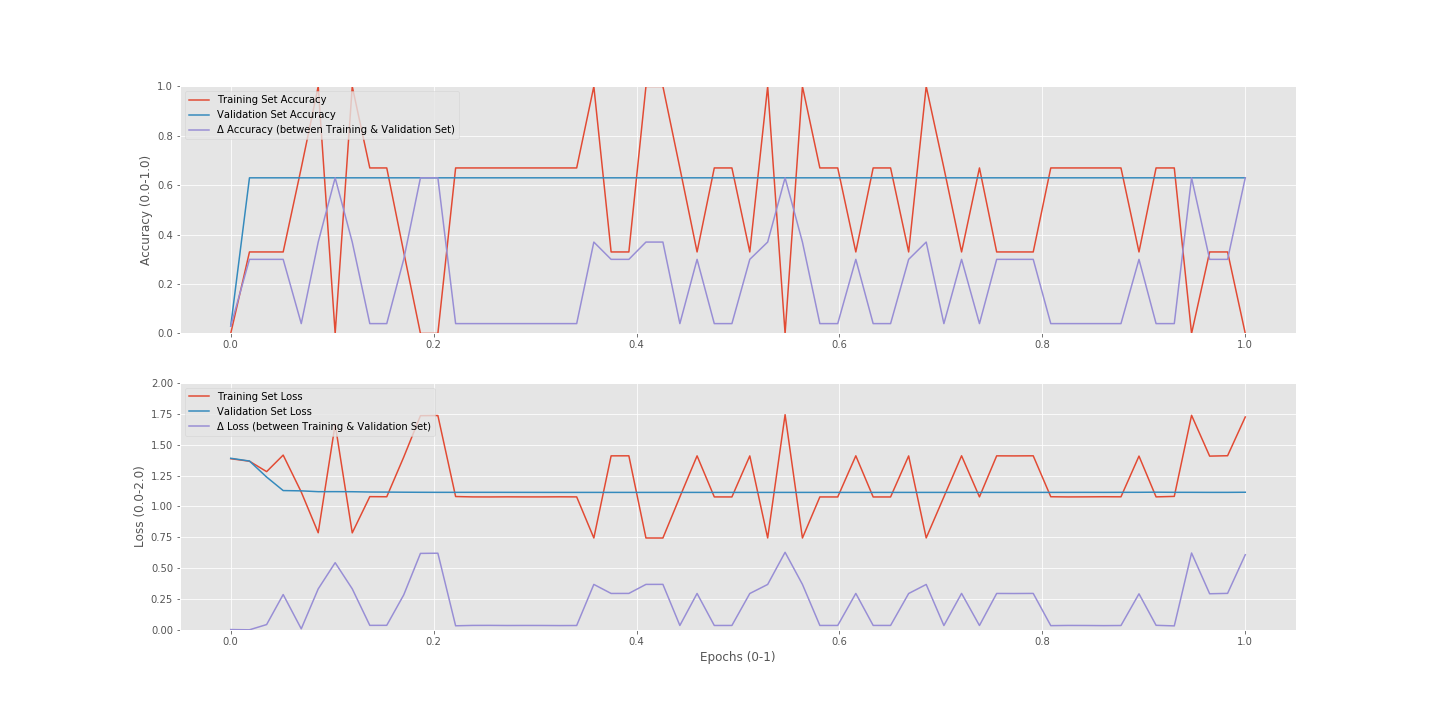 1.0
0.8
0.6
0.4
0.2
0.0
Accuracy (0.0-1.0)
Training Set Accuracy
Validation Set Accuracy
Δ Accuracy (between Training & Validation Set)
0.0 0.2 0.4 0.6 0.8 1.0
2.00
1.75
1.50
1.25
1.00
0.75
0.50
0.25
0.00
Loss (0.0-2.0)
Training Set Loss
Validation Set Loss
Δ Loss (between Training & Validation Set)
0.0 0.2 0.4 0.6 0.8 1.0
Epochs (0-1)